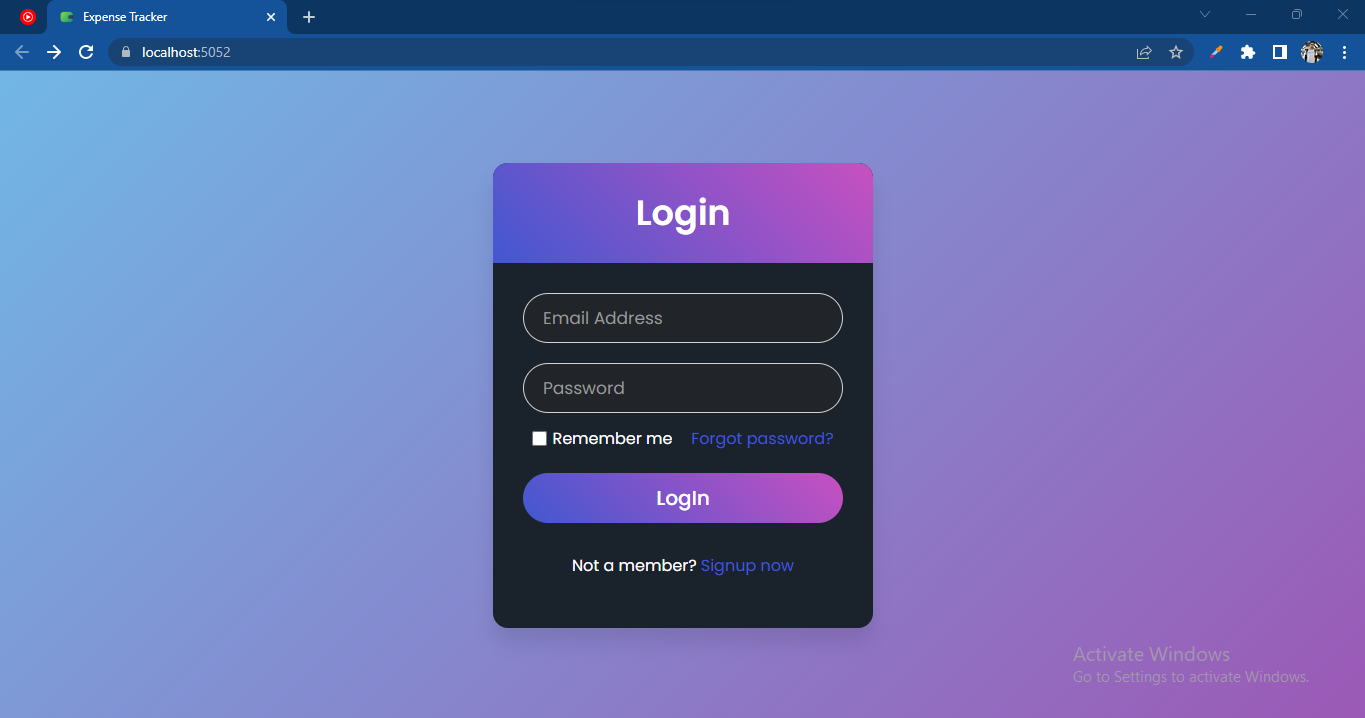 Expense Tracker
localhost:5052
Login
Email Address
Password
Remember me Forgot password?
LogIn
Not a member? Signup now
Activate Windows
Go to Settings to activate Windows.